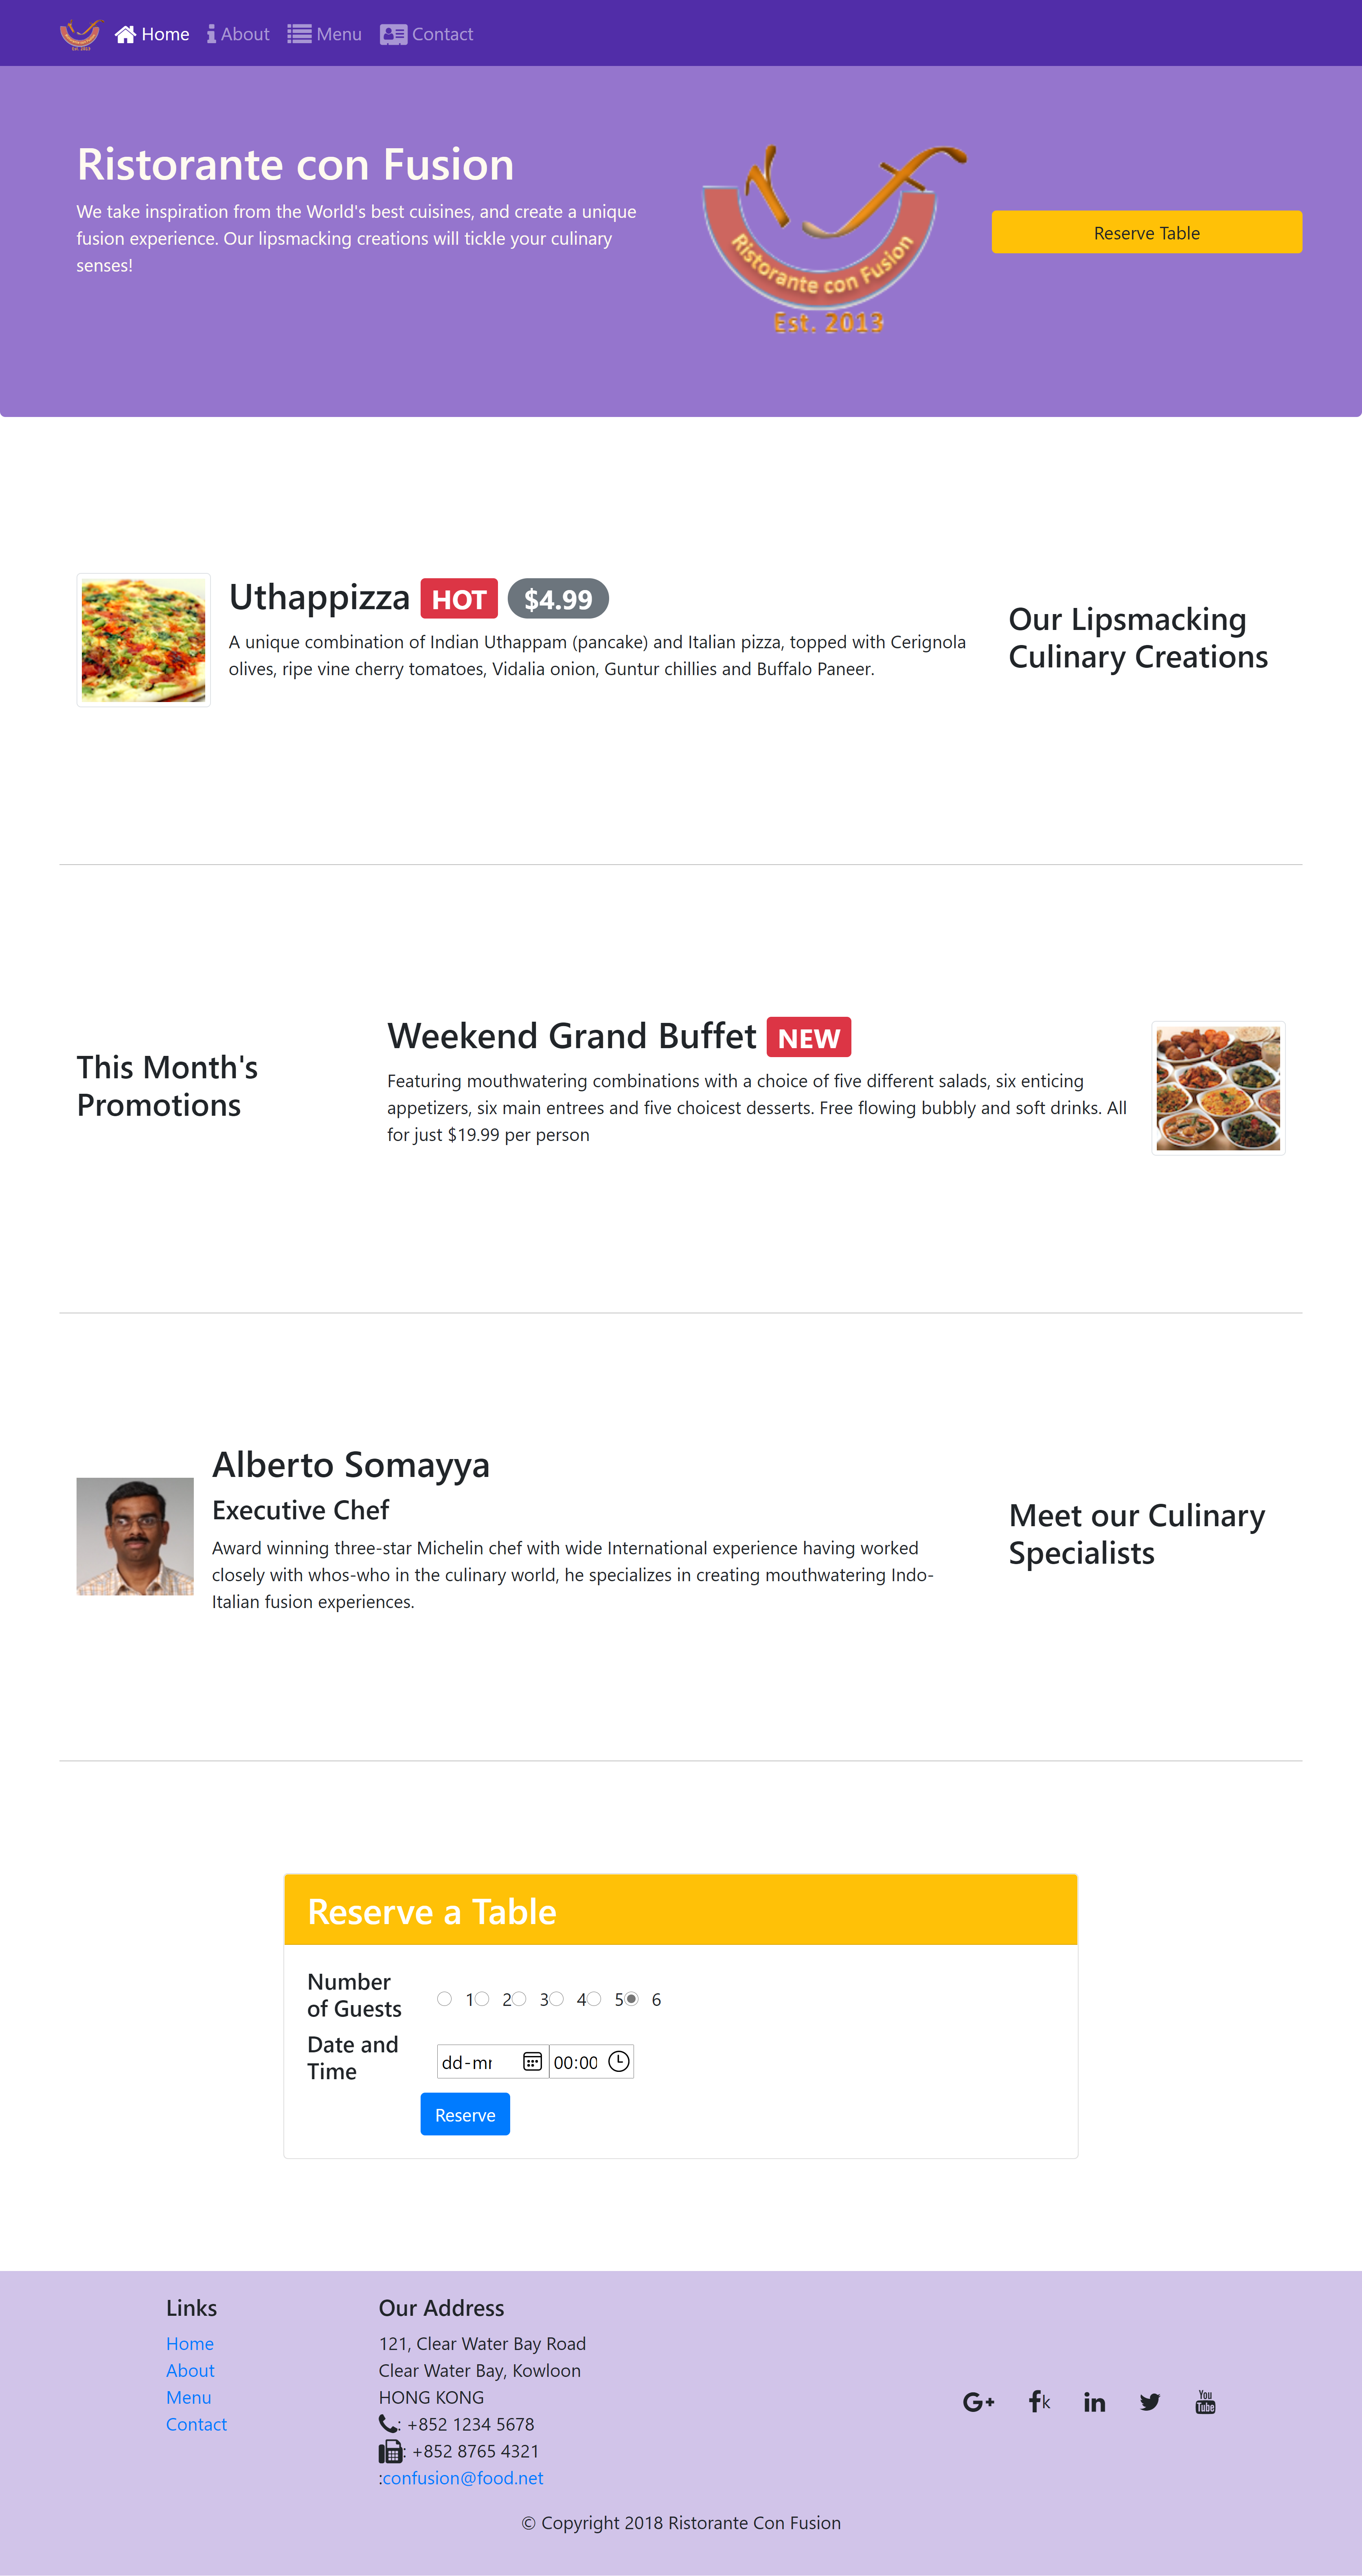 Est. 2013
Home
About
Menu
Contact
Ristorante con Fusion
We take inspiration from the World's best cuisines, and create a unique
fusion experience. Our lipsmacking creations will tickle your culinary
senses!
Ristorante con Fusion
Est. 2013
Reserve Table
Uthappizza HOT $4.99
A unique combination of Indian Uthappam (pancake) and Italian pizza, topped with Cerignola
olives, ripe vine cherry tomatoes, Vidalia onion, Guntur chillies and Buffalo Paneer.
Our Lipsmacking
Culinary Creations
This Month's
Promotions
Weekend Grand Buffet NEW
Featuring mouthwatering combinations with a choice of five different salads, six enticing
appetizers, six main entrees and five choicest desserts. Free flowing bubbly and soft drinks. All
for just $19.99 per person
Alberto Somayya
Executive Chef
Award winning three-star Michelin chef with wide International experience having worked
closely with whos-who in the culinary world, he specializes in creating mouthwatering Indo-
Italian fusion experiences.
Meet our Culinary
Specialists
Reserve a Table
Number
of Guests
1 2 3 4 5 6
Date and
Time
dd-mm
00:00
Reserve
Links
Home
About
Menu
Contact
Our Address
121, Clear Water Bay Road
Clear Water Bay, Kowloon
HONG KONG
: +852 1234 5678
: +852 8765 4321
:confusion@food.net
G+ fk in You Tube
© Copyright 2018 Ristorante Con Fusion